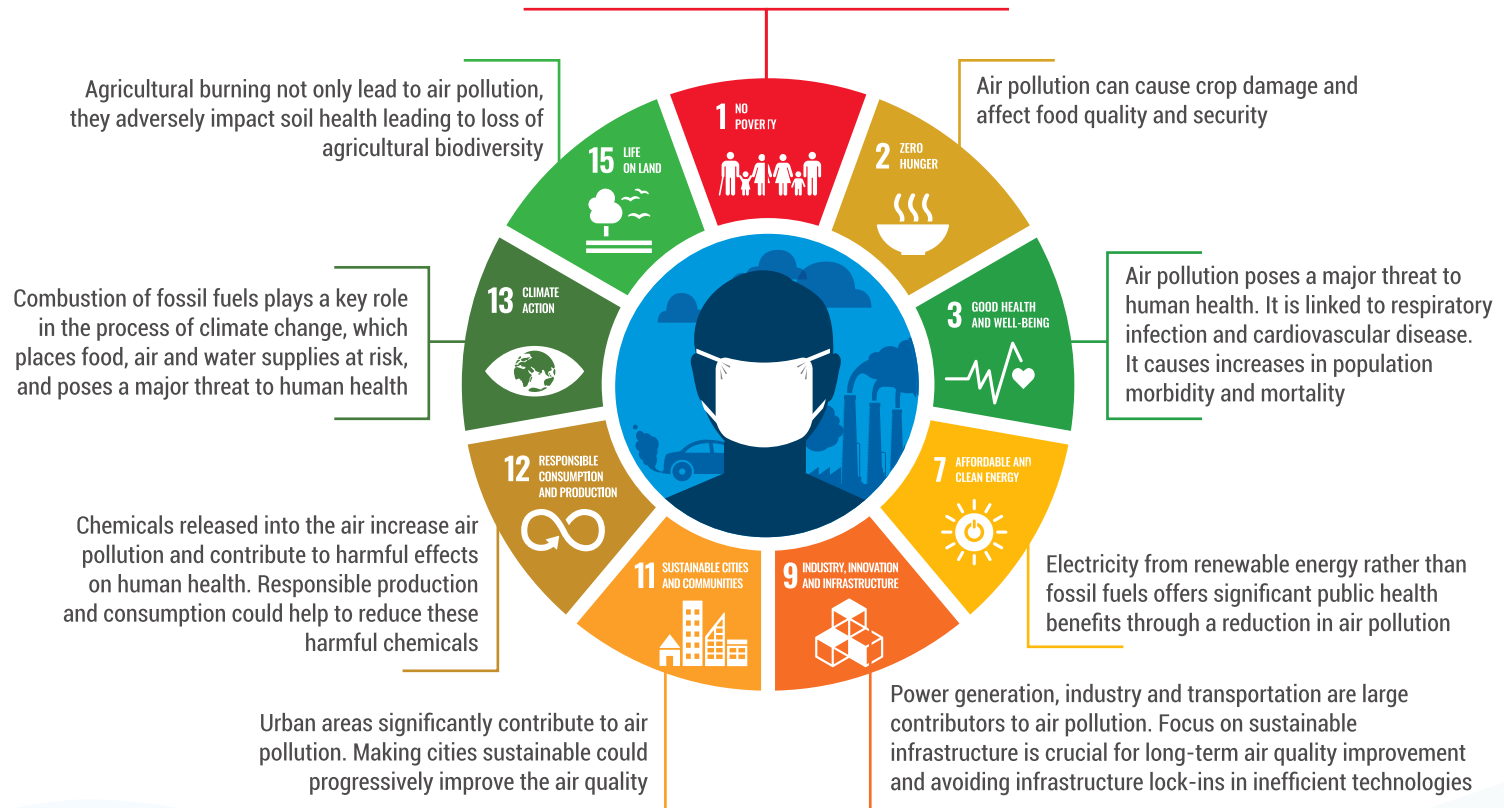 1 NO
POVERTY
Air pollution can cause crop damage and
affect food quality and security
2 ZERO
HUNGER
Air pollution poses a major threat to
human health. It is linked to respiratory
infection and cardiovascular disease.
It causes increases in population
morbidity and mortality
3 GOOD HEALTH
AND WELL-BEING
7 AFFORDABLE AND
CLEAN ENERGY
Electricity from renewable energy rather than
fossil fuels offers significant public health
benefits through a reduction in air pollution
9 INDUSTRY, INNOVATION
AND INFRASTRUCTURE
Power generation, industry and transportation are large
contributors to air pollution. Focus on sustainable
infrastructure is crucial for long-term air quality improvement
and avoiding infrastructure lock-ins in inefficient technologies
11 SUSTAINABLE CITIES
AND COMMUNITIES
Urban areas significantly contribute to air
pollution. Making cities sustainable could
progressively improve the air quality
12 RESPONSIBLE
CONSUMPTION
AND PRODUCTION
Chemicals released into the air increase air
pollution and contribute to harmful effects
on human health. Responsible production
and consumption could help to reduce these
harmful chemicals
13 CLIMATE
ACTION
Combustion of fossil fuels plays a key role
in the process of climate change, which
places food, air and water supplies at risk,
and poses a major threat to human health
15 LIFE
ON LAND
Agricultural burning not only lead to air pollution,
they adversely impact soil health leading to loss of
agricultural biodiversity